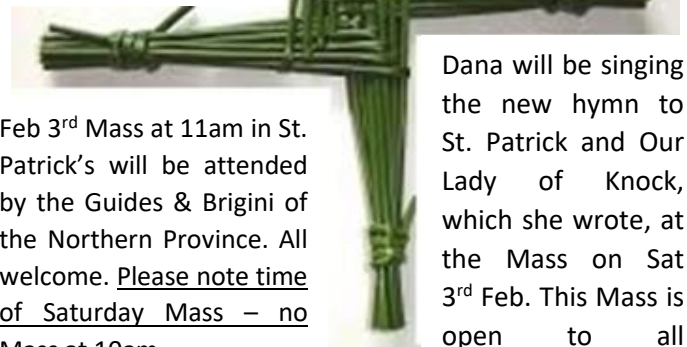 Feb 3rd Mass at 11am in St.
Patrick's will be attended
by the Guides & Brigini of
the Northern Province. All
welcome. Please note time
of Saturday Mass – no
Mass at 10am
Dana will be singing
the new hymn to
St. Patrick and Our
Lady of Knock,
which she wrote, at
the Mass on Sat
3rd Feb. This Mass is
open to all